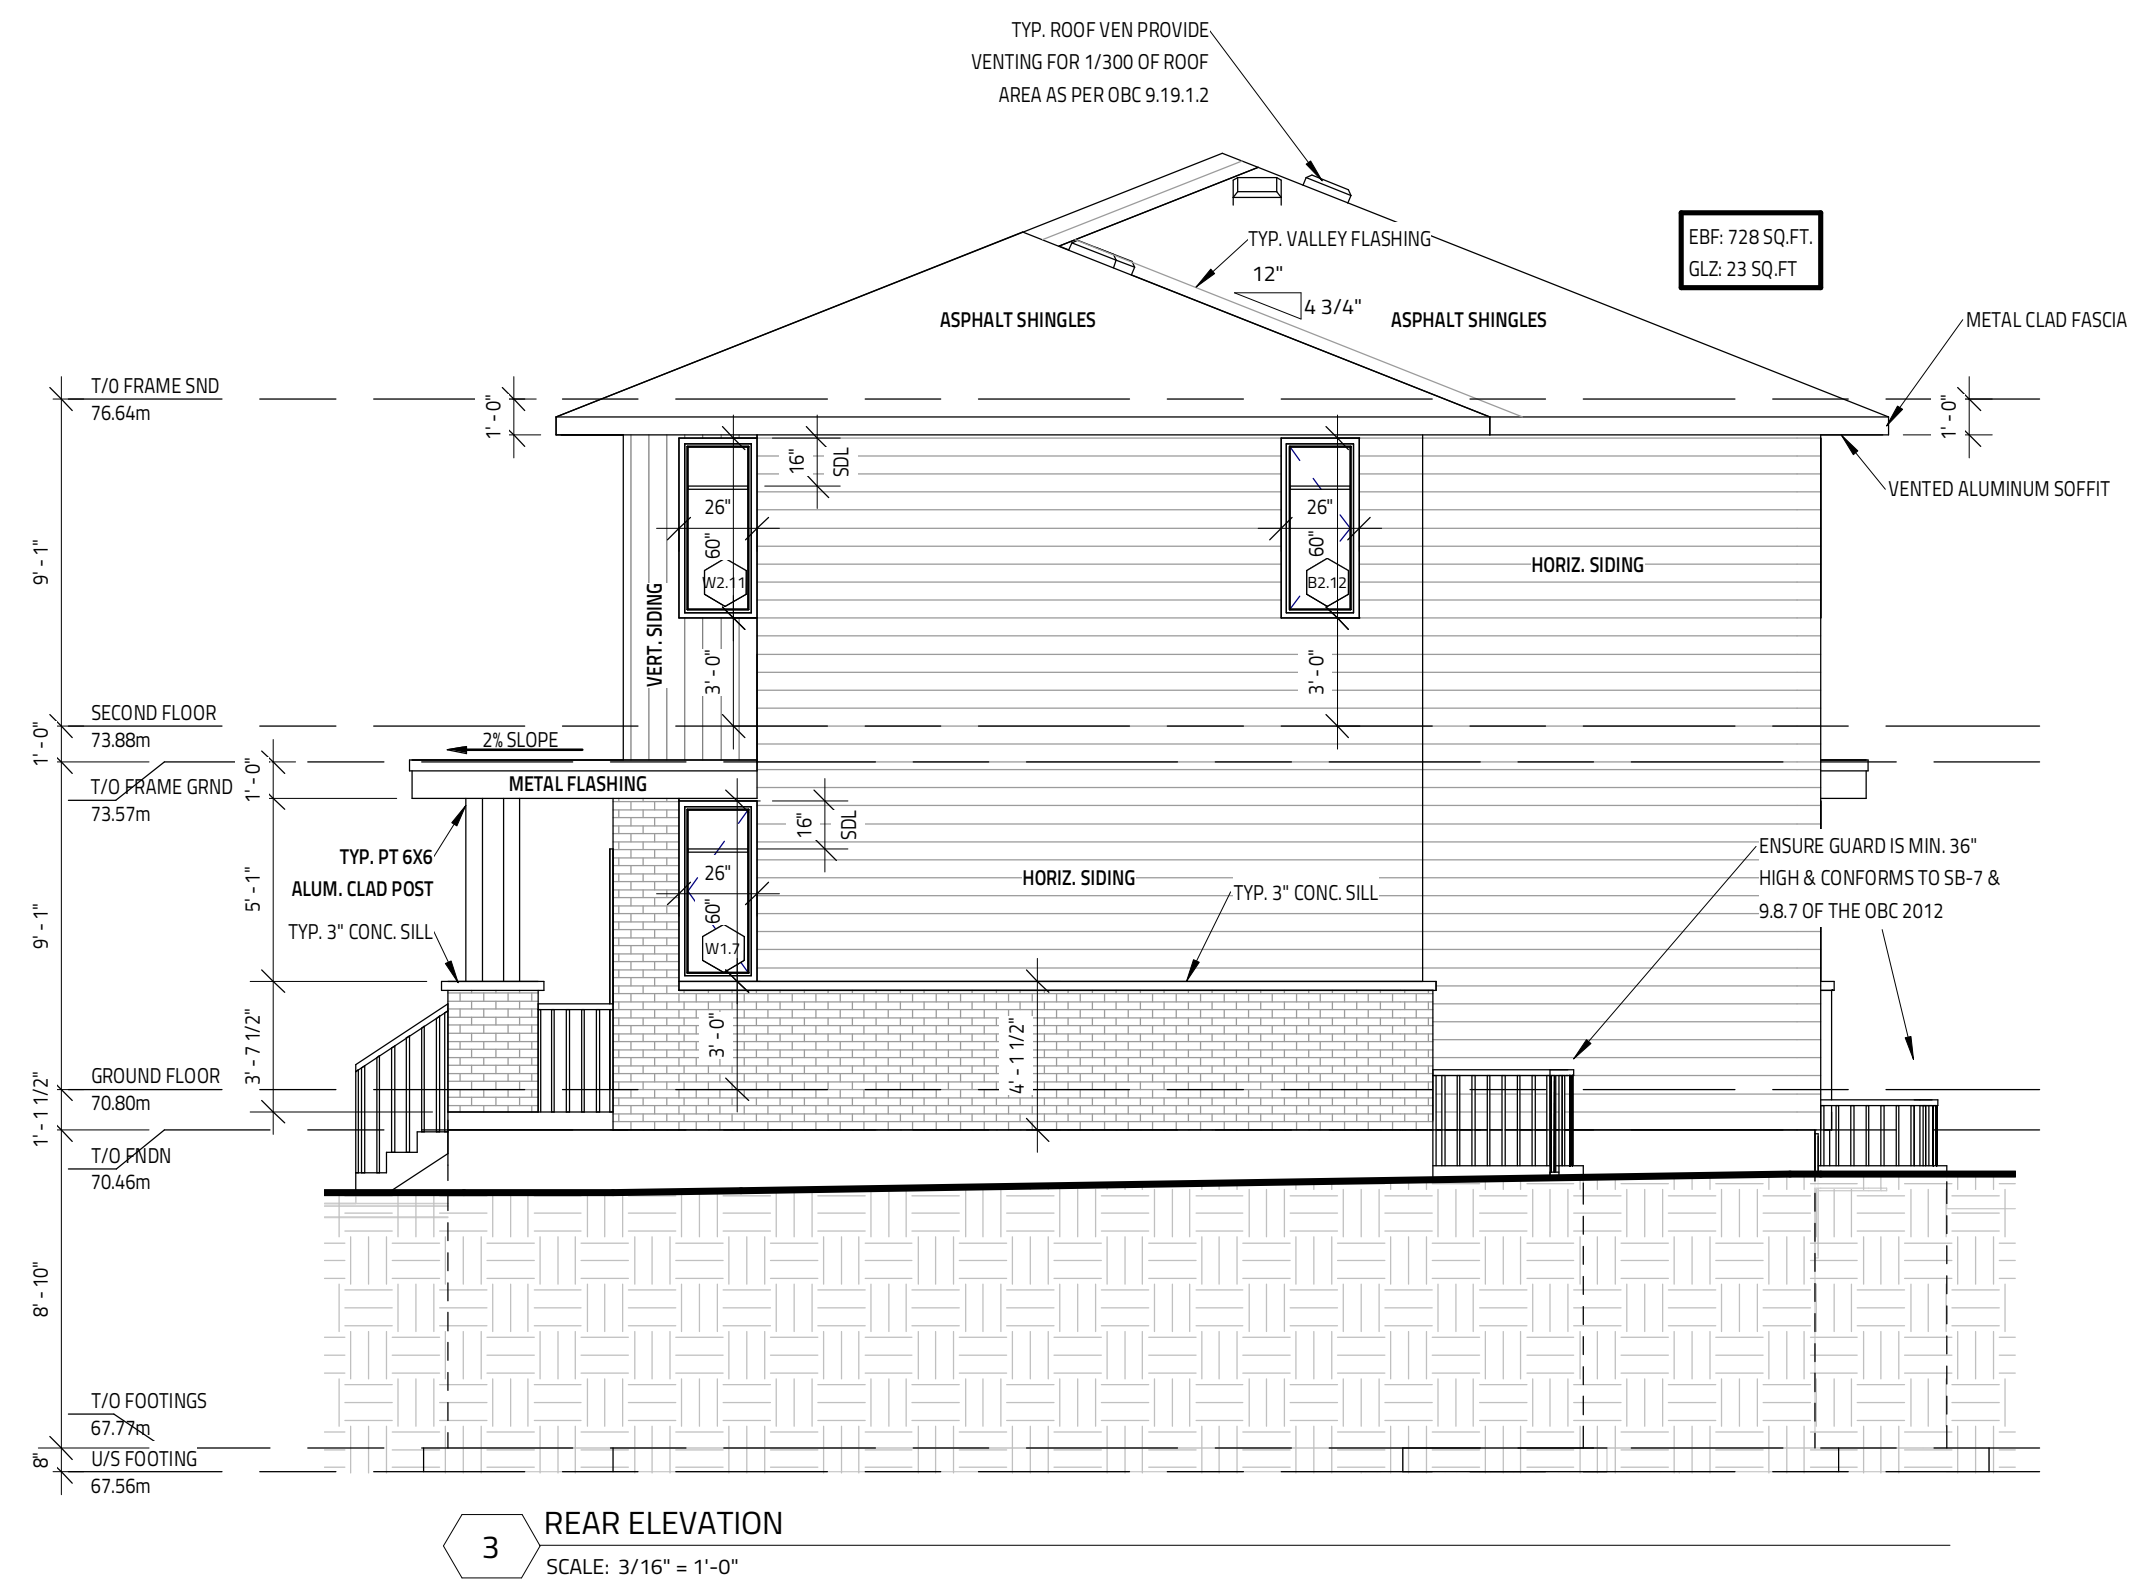 TYP. ROOF VEN PROVIDE
VENTING FOR 1/300 OF ROOF
AREA AS PER OBC 9.19.1.2
EBF: 728 SQ.FT.
GLZ: 23 SQ.FT
TYP. VALLEY FLASHING
12"
4 3/4"
ASPHALT SHINGLES
ASPHALT SHINGLES
METAL CLAD FASCIA
T/0 FRAME SND
76.64m
1' - 0"
1' - 0"
16"
SDL
VENTED ALUMINUM SOFFIT
26"
60"
W2.11
26"
60"
B2.12
9' - 1"
HORIZ. SIDING
VERT. SIDING
3' - 0"
3' - 0"
SECOND FLOOR
73.88m
1' - 0"
2% SLOPE
T/O FRAME GRND
73.57m
1' - 0"
METAL FLASHING
16"
SDL
TYP. PT 6X6
ALUM. CLAD POST
TYP. 3" CONC. SILL
26"
60"
W1.7
HORIZ. SIDING
TYP. 3" CONC. SILL
ENSURE GUARD IS MIN. 36"
HIGH & CONFORMS TO SB-7 &
9.8.7 OF THE OBC 2012
9' - 1"
5' - 1"
3' - 7 1/2"
3' - 0"
4' - 1 1/2"
GROUND FLOOR
70.80m
1' - 1 1/2"
T/O FNDN
70.46m
8' - 10"
T/O FOOTINGS
67.77m
8"
U/S FOOTING
67.56m
3
REAR ELEVATION
SCALE: 3/16" = 1'-0"